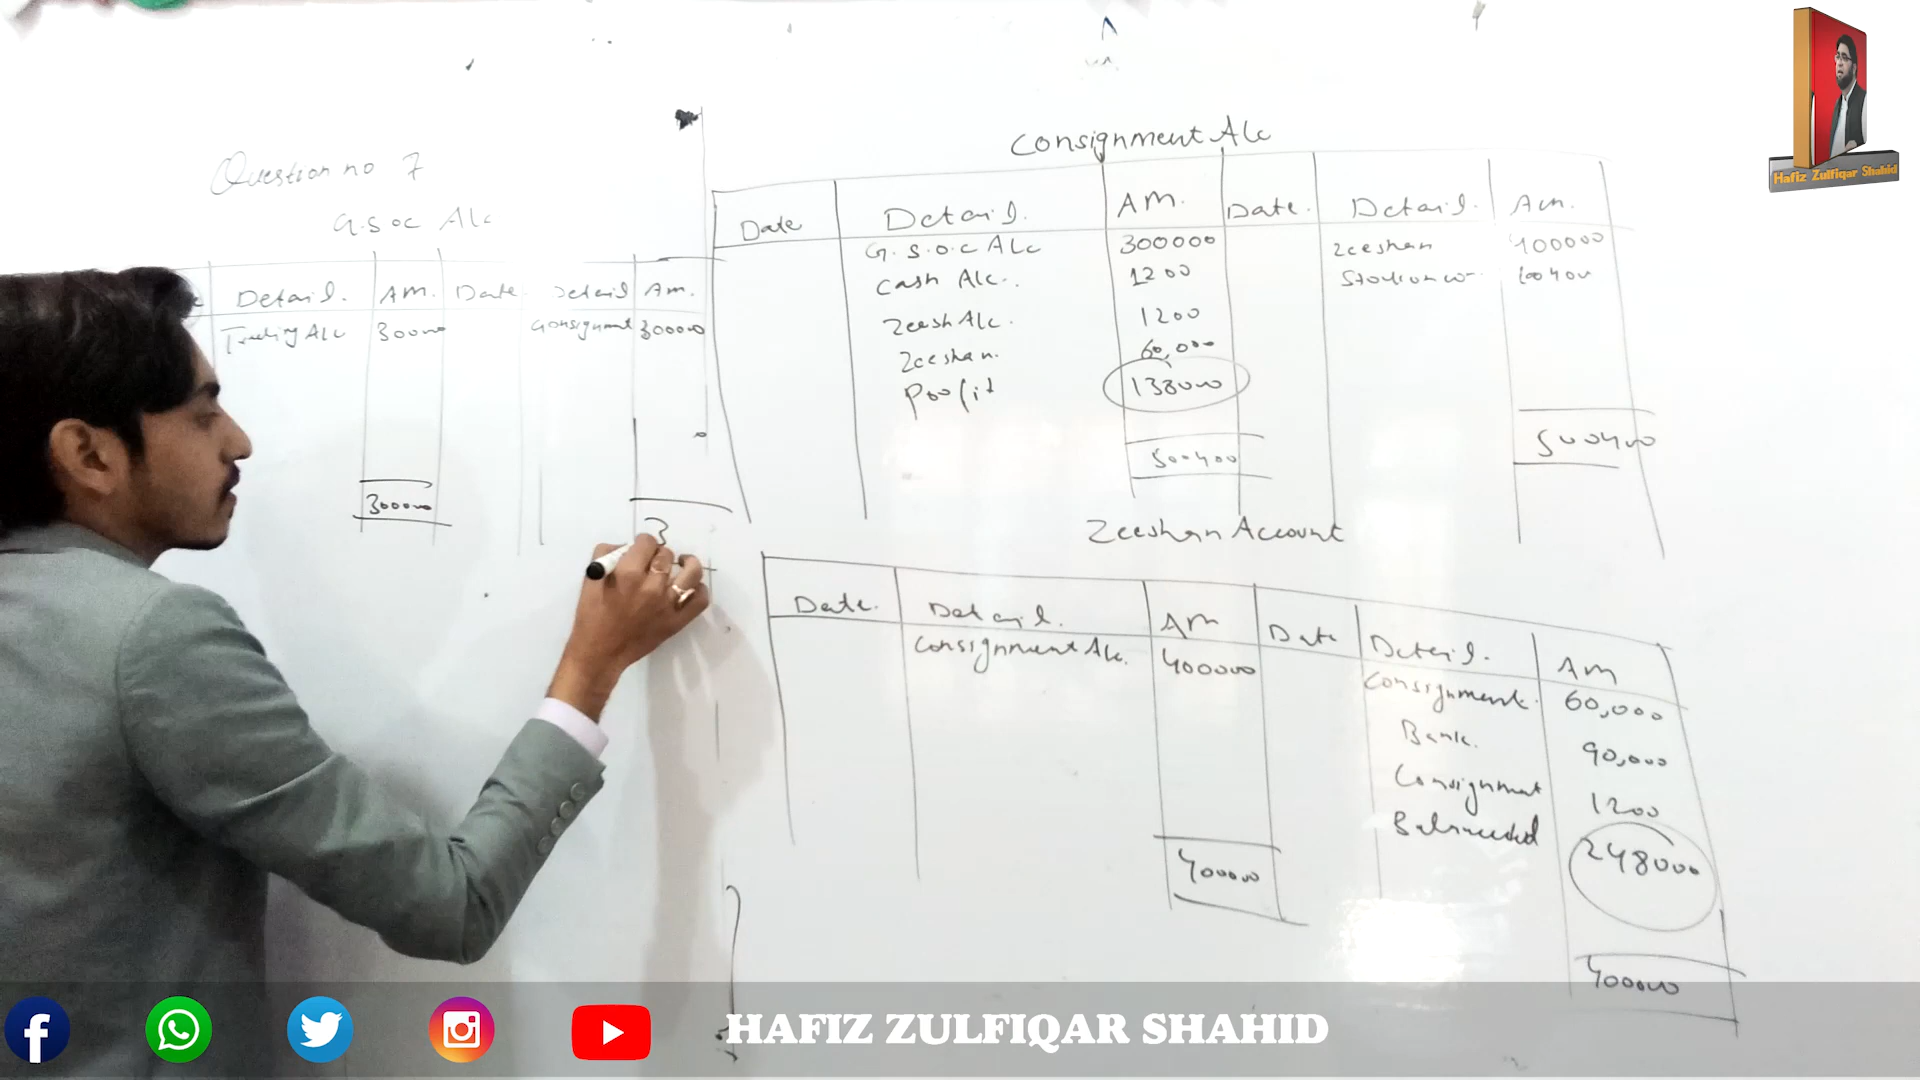 Question no 7
G.S.O.C A/c
Detail. AM. Date Detail AM.
Trading A/c 300000 Consignment 300000
300000 3
Consignment A/c
Date Detail. AM. Date. Detail. Am.
G.S.O.C A/c 300000 Zeeshan 400000
Cash A/c. 1200 100400
Zeesh A/c. 1200
Zeeshan. 60,000
Profit 138000
500400 500400
Zeeshan Account
Date. Detail. AM Date Detail. AM
Consignment A/c. 400000 Consignment. 60,000
Bank. 90,000
Consignment 1200
248000
400000 400000
Hafiz Zulfiqar Shahid
HAFIZ ZULFIQAR SHAHID